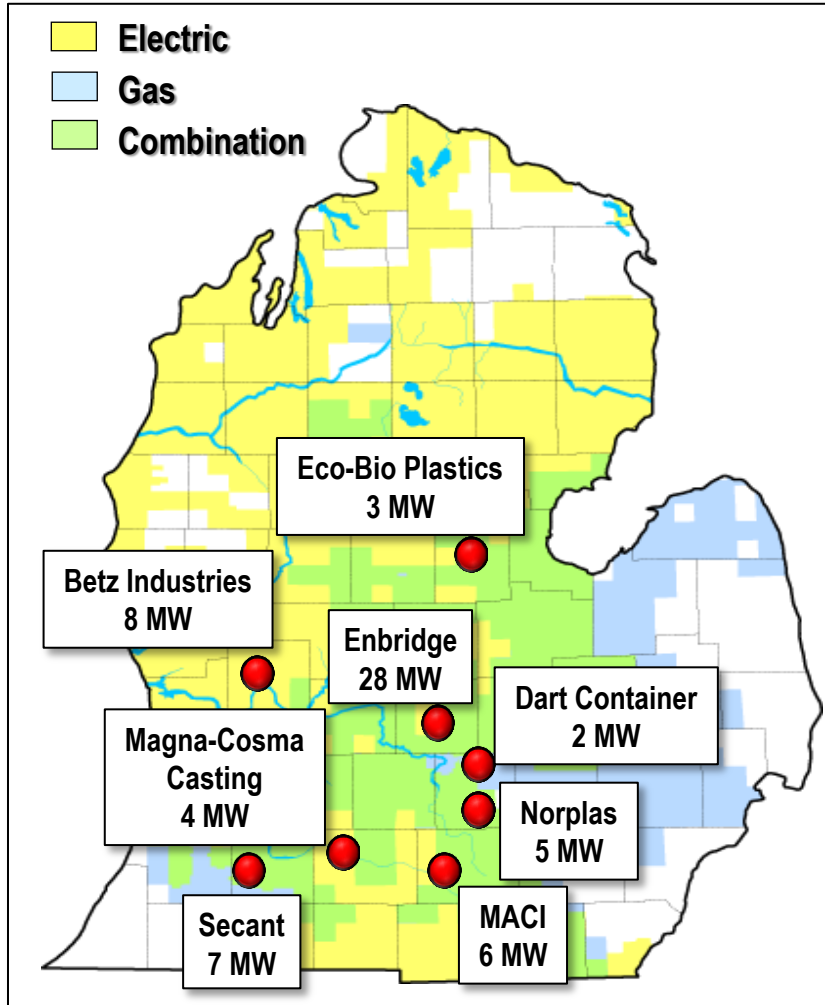 Electric
Gas
Combination
Eco-Bio Plastics
3 MW
Betz Industries
8 MW
Enbridge
28 MW
Dart Container
2 MW
Magna-Cosma
Casting
4 MW
Norplas
5 MW
Secant
7 MW
MACI
6 MW